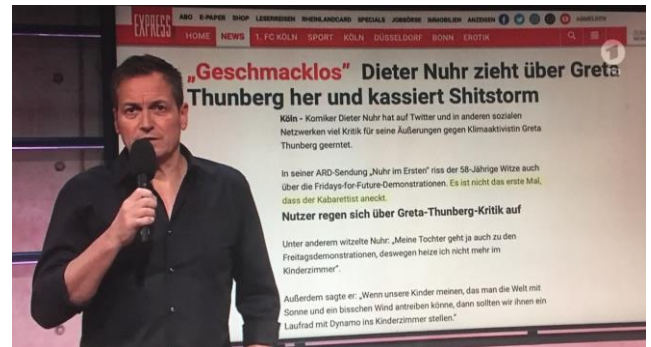 EXPRESS
ABO E-PAPER SHOP LESERREISEN RHEINLANDCARD SPECIALS JOBBÖRSE IMMOBILIEN ANZEIGEN
HOME NEWS 1. FC KÖLN SPORT KÖLN DÜSSELDORF BONN EROTIK
„Geschmacklos“ Dieter Nuhr zieht über Greta
Thunberg her und kassiert Shitstorm
Köln - Komiker Dieter Nuhr hat auf Twitter und in anderen sozialen
Netzwerken viel Kritik für seine Äußerungen gegen Klimaaktivistin Greta
Thunberg geerntet.
In seiner ARD-Sendung „Nuhr im Ersten“ riss der 58-Jährige Witze auch
über die Fridays-for-Future-Demonstrationen. Es ist nicht das erste Mal,
dass der Kabarettist aneckt.
Nutzer regen sich über Greta-Thunberg-Kritik auf
Unter anderem witzelte Nuhr: „Meine Tochter geht ja auch zu den
Freitagsdemonstrationen, deswegen heize ich nicht mehr im
Kinderzimmer“.
Außerdem sagte er: „Wenn unsere Kinder meinen, das man die Welt mit
Sonne und ein bisschen Wind antreiben könne, dann sollten wir ihnen ein
Laufrad mit Dynamo ins Kinderzimmer stellen.“